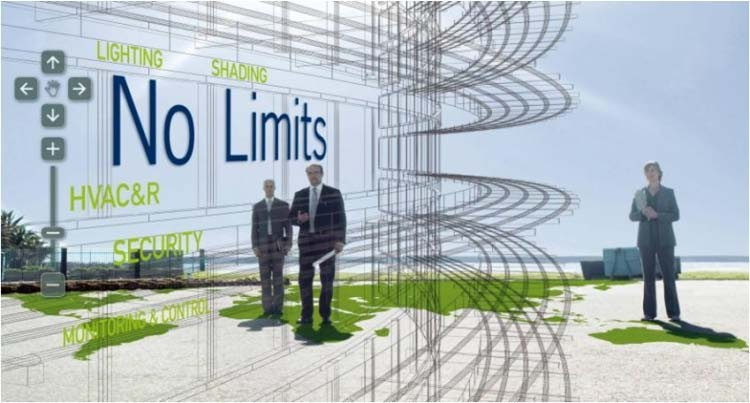 LIGHTING
SHADING
No Limits
HVAC&R
SECURITY
MONITORING & CONTROL